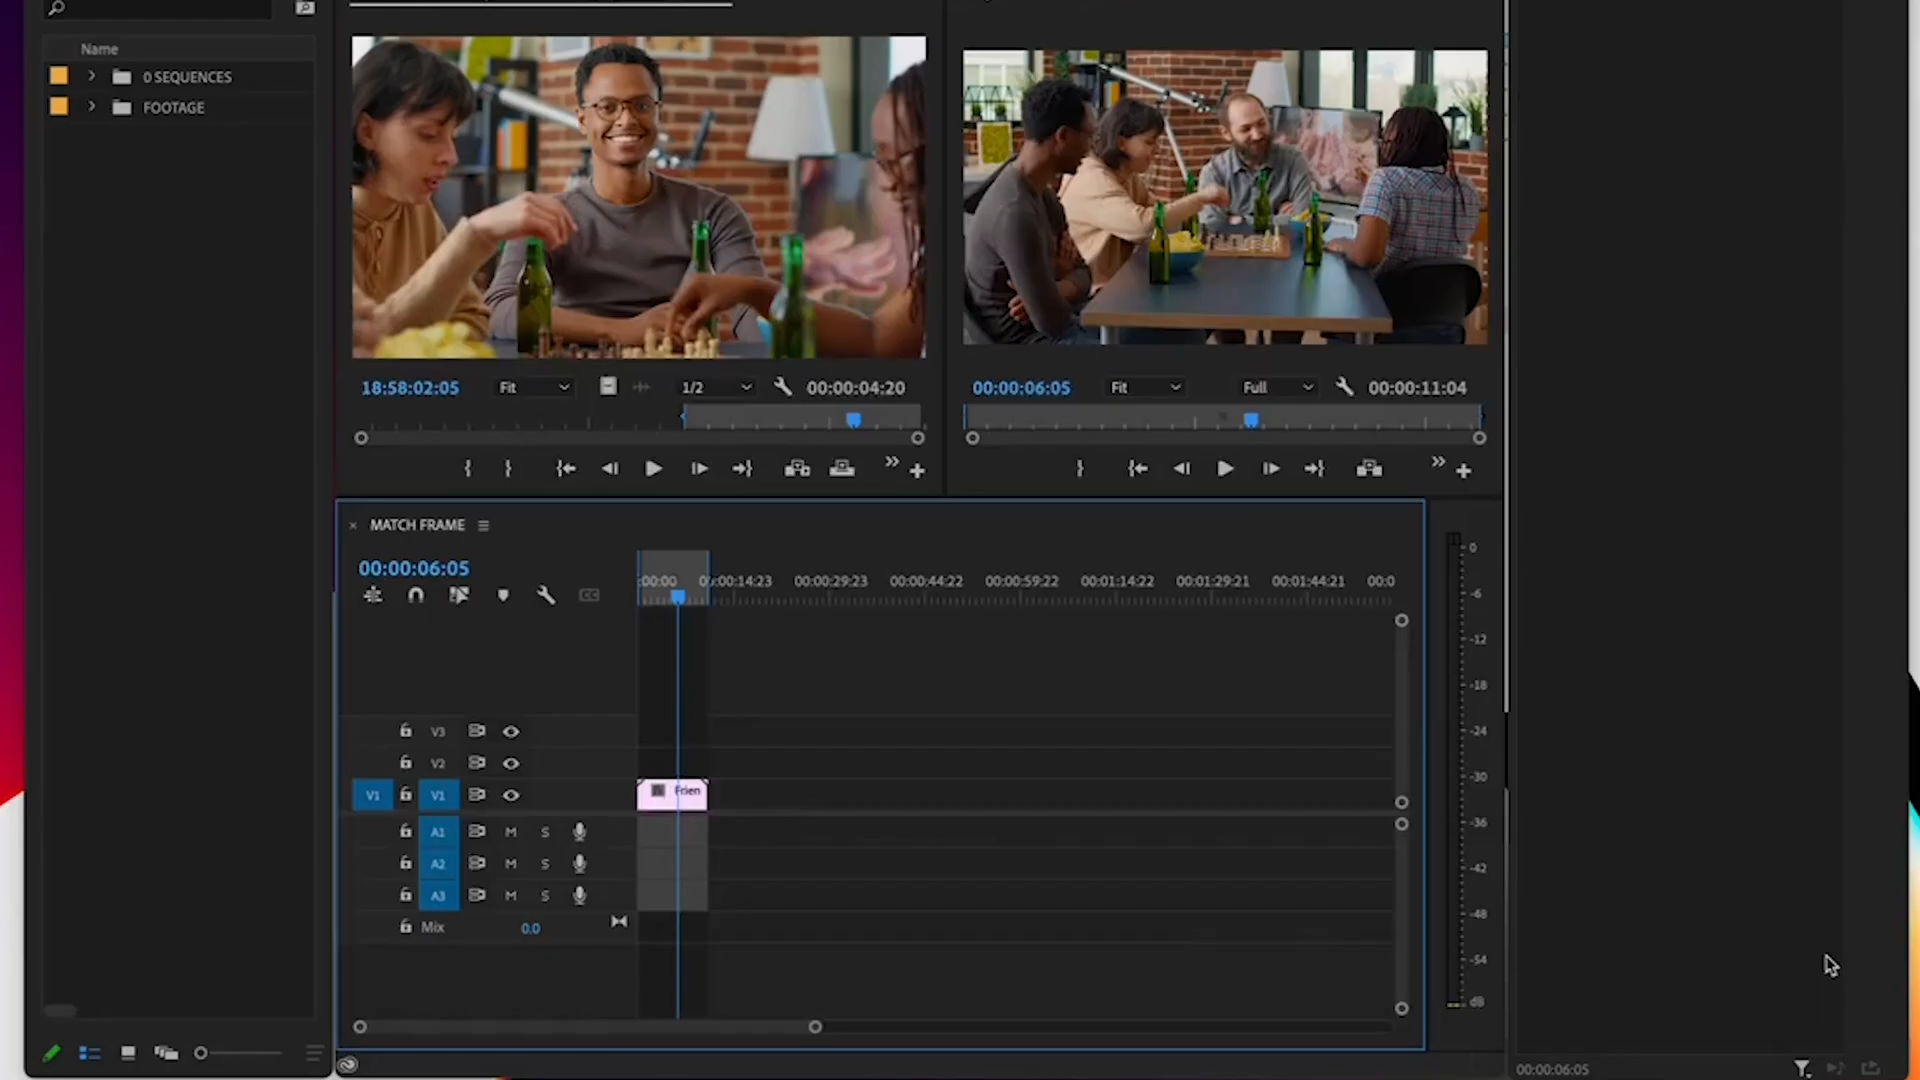 Name
0 SEQUENCES
FOOTAGE
18:58:02:05 Fit 1/2 00:00:04:20
00:00:06:05 Fit Full 00:00:11:04
MATCH FRAME
00:00:06:05
:00:00 00:00:14:23 00:00:29:23 00:00:44:22 00:00:59:22 00:01:14:22 00:01:29:21 00:01:44:21 00:0
V3
V2
V1 V1 Frien
A1 M S
A2 M S
A3 M S
Mix 0.0
0
-6
-12
-18
-24
-30
-36
-42
-48
-54
dB
00:00:06:05